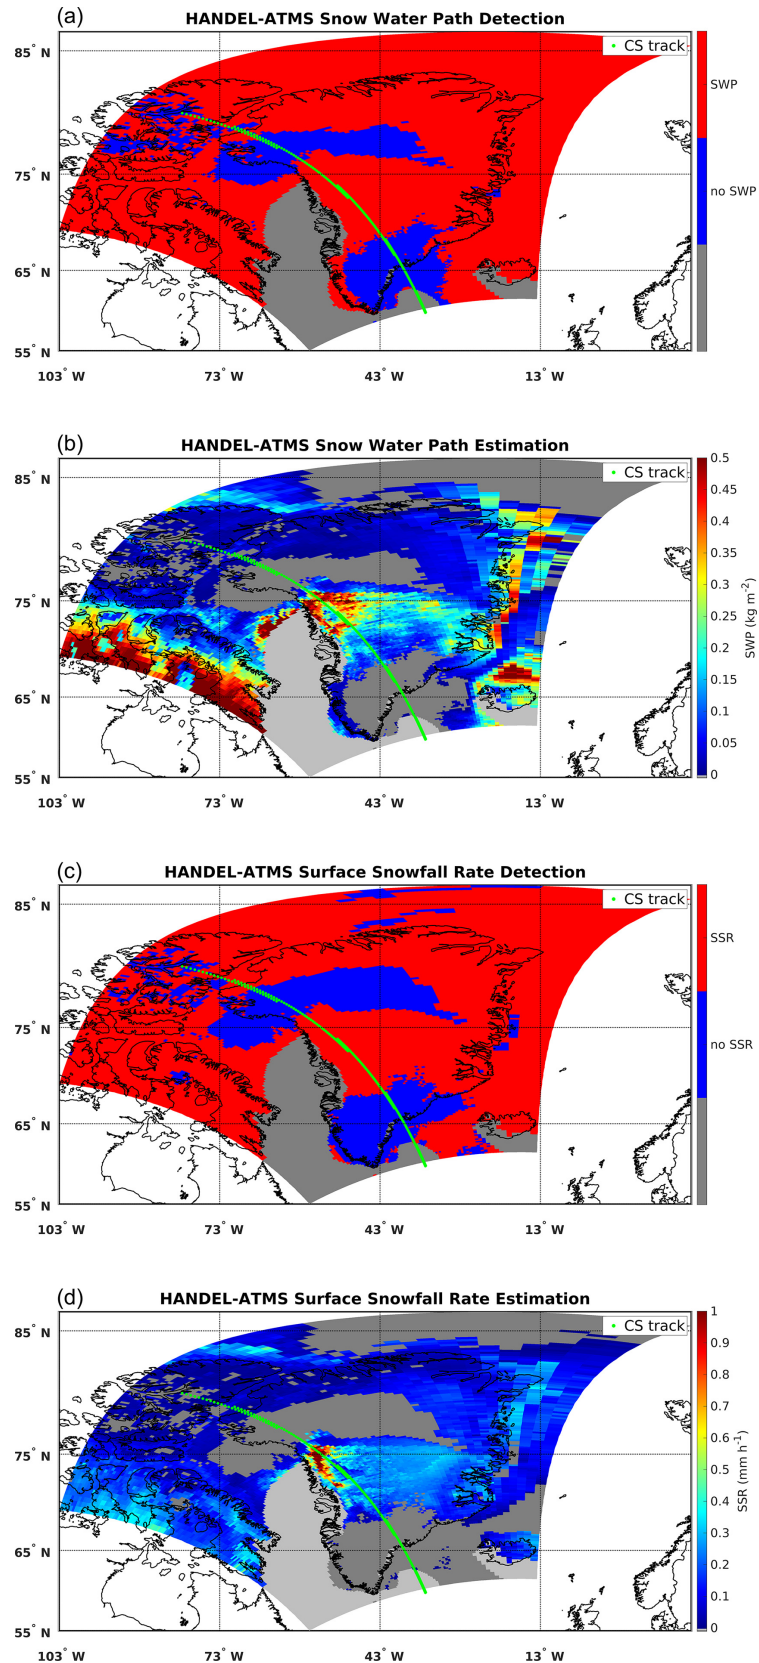 (a)
HANDEL-ATMS Snow Water Path Detection
CS track
85° N
75° N
65° N
55° N
103° W
73° W
43° W
13° W
SWP
no SWP
(b)
HANDEL-ATMS Snow Water Path Estimation
CS track
85° N
75° N
65° N
55° N
103° W
73° W
43° W
13° W
0.5
0.45
0.4
0.35
0.3
0.25
0.2
0.15
0.1
0.05
0
SWP (kg m⁻²)
(c)
HANDEL-ATMS Surface Snowfall Rate Detection
CS track
85° N
75° N
65° N
55° N
103° W
73° W
43° W
13° W
SSR
no SSR
(d)
HANDEL-ATMS Surface Snowfall Rate Estimation
CS track
85° N
75° N
65° N
55° N
103° W
73° W
43° W
13° W
1
0.9
0.8
0.7
0.6
0.5
0.4
0.3
0.2
0.1
0
SSR (mm h⁻¹)